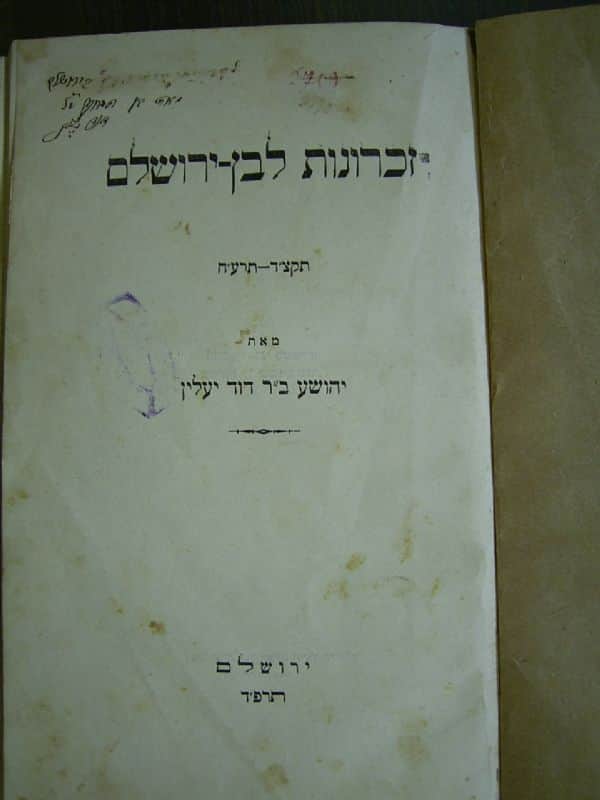 זכרונות לבן-ירושלם
תקצ״ד—תרע״ח
מאת
יהושע ב״ר דוד יעלין
ירושלם
תרפ״ד